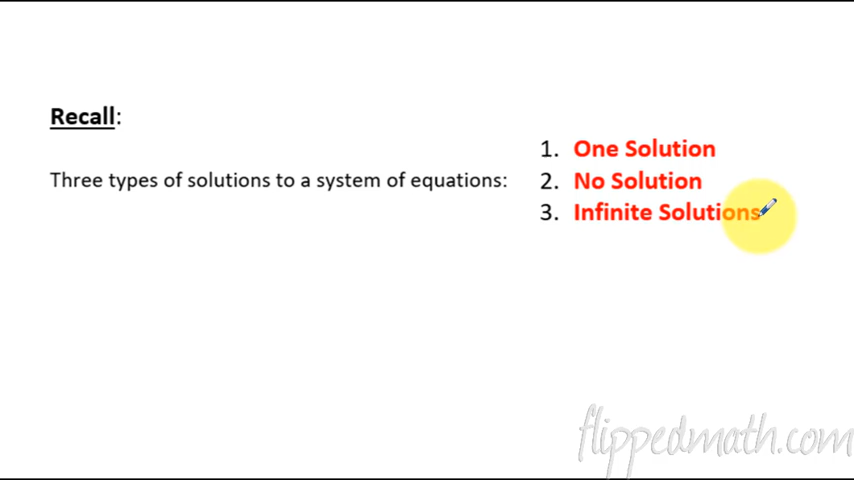 Recall:
Three types of solutions to a system of equations:
1. One Solution
2. No Solution
3. Infinite Solutions
flippedmath.com